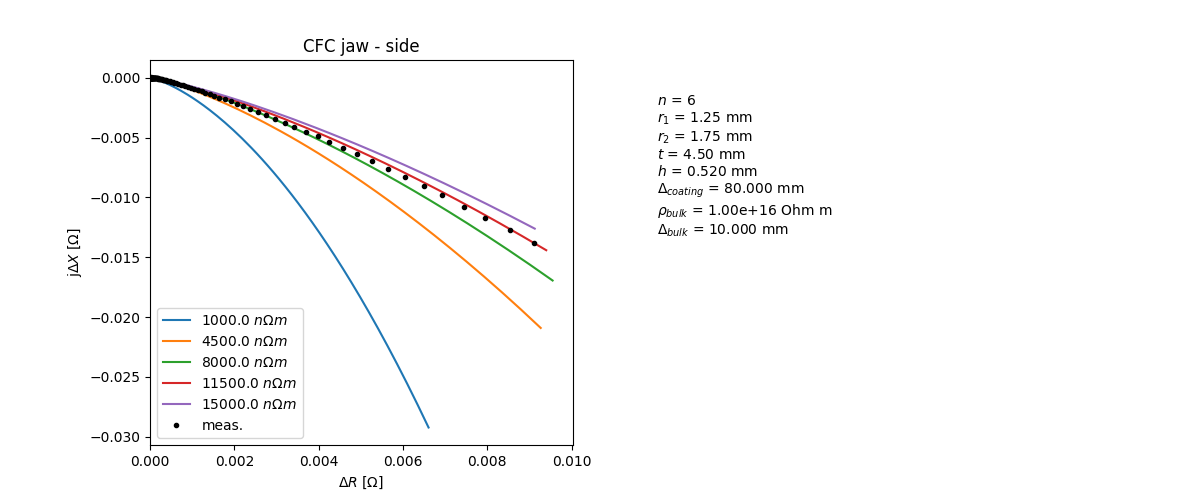 CFC jaw - side
0.000
−0.005
−0.010
−0.015
−0.020
−0.025
−0.030
jΔX [Ω]
1000.0 nΩm
4500.0 nΩm
8000.0 nΩm
11500.0 nΩm
15000.0 nΩm
meas.
0.000 0.002 0.004 0.006 0.008 0.010
ΔR [Ω]
n = 6
r₁ = 1.25 mm
r₂ = 1.75 mm
t = 4.50 mm
h = 0.520 mm
Δcoating = 80.000 mm
ρbulk = 1.00e+16 Ohm m
Δbulk = 10.000 mm